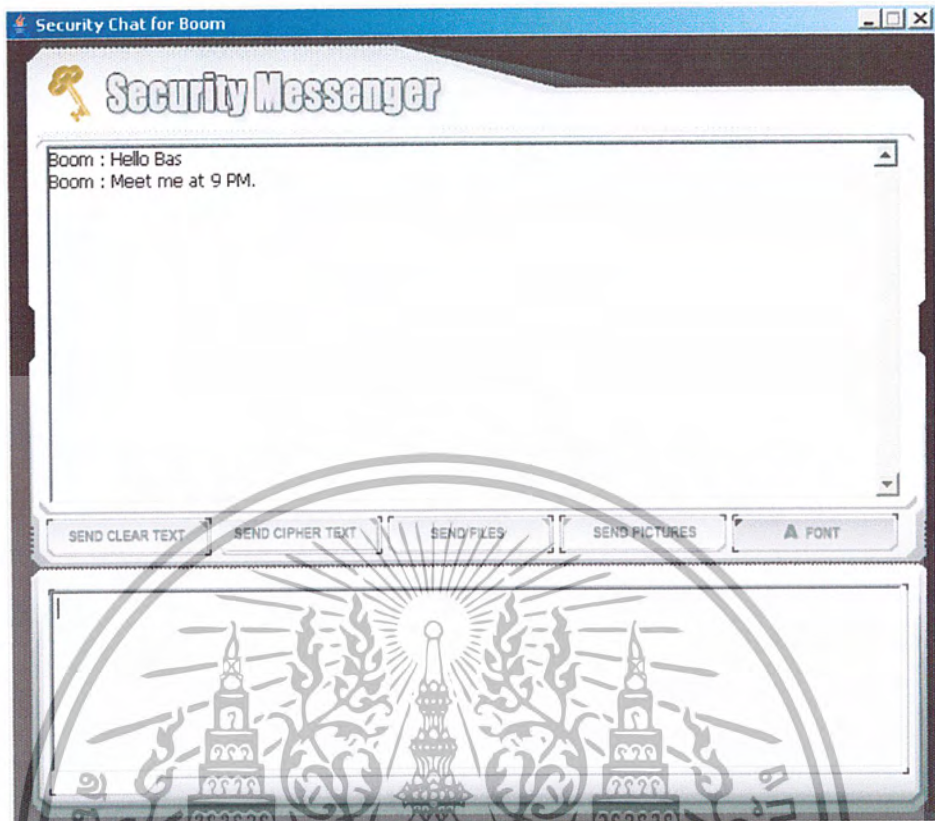 Security Chat for Boom
Security Messenger
Boom : Hello Bas
Boom : Meet me at 9 PM.
SEND CLEAR TEXT SEND CIPHER TEXT SEND FILES SEND PICTURES A FONT